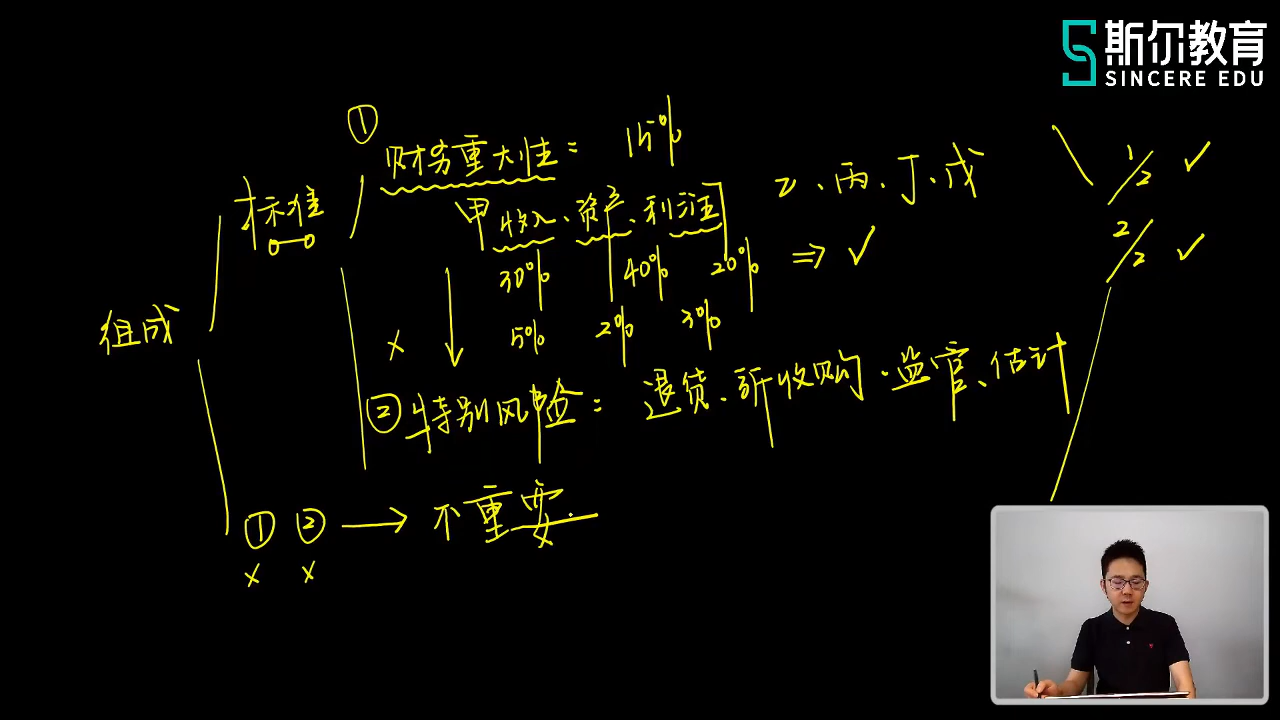 斯尔教育
SINCERE EDU
①
财务重大性: 15%
1/2 ✓
标准
乙、丙、丁、戊
甲 收入、资产、利润
2/2 ✓
30% 40% 20% ⇒ ✓
组成
× 5% 2% 3%
②特别风险: 退货、新收购、监管、估计
① ② → 不重要.
× ×